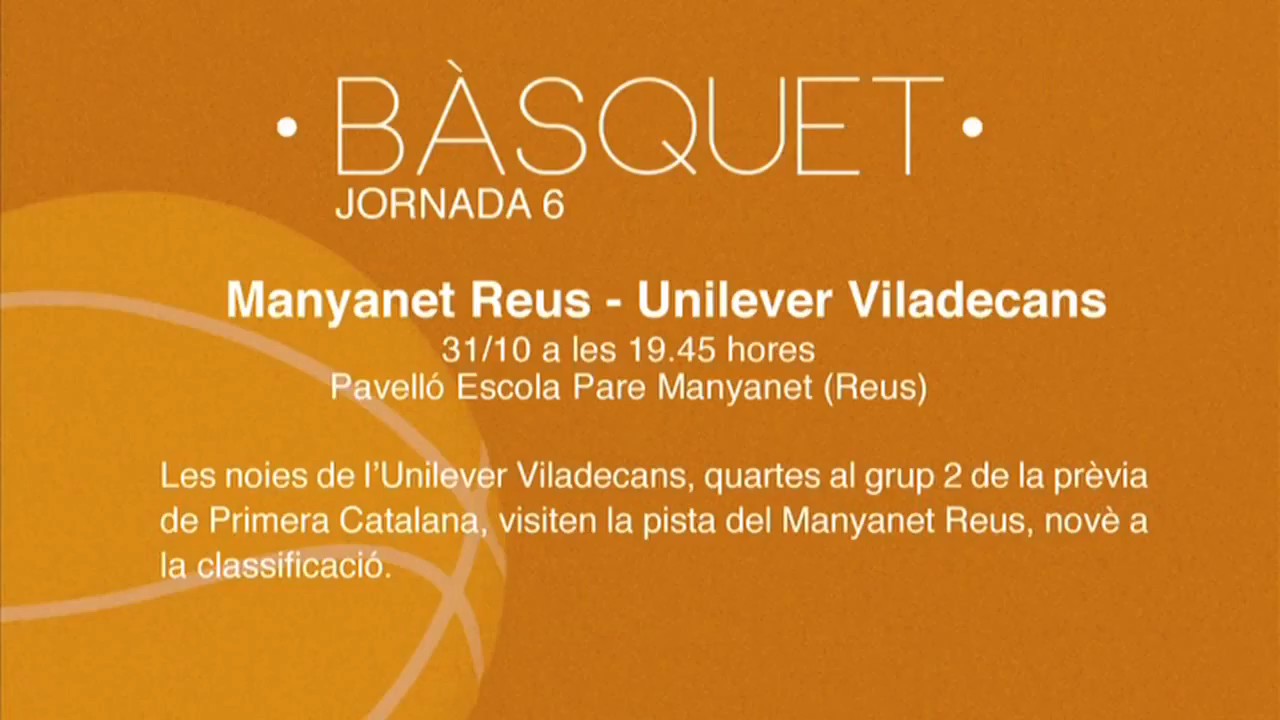 • BÀSQUET •
JORNADA 6
Manyanet Reus - Unilever Viladecans
31/10 a les 19.45 hores
Pavelló Escola Pare Manyanet (Reus)
Les noies de l’Unilever Viladecans, quartes al grup 2 de la prèvia
de Primera Catalana, visiten la pista del Manyanet Reus, novè a
la classificació.